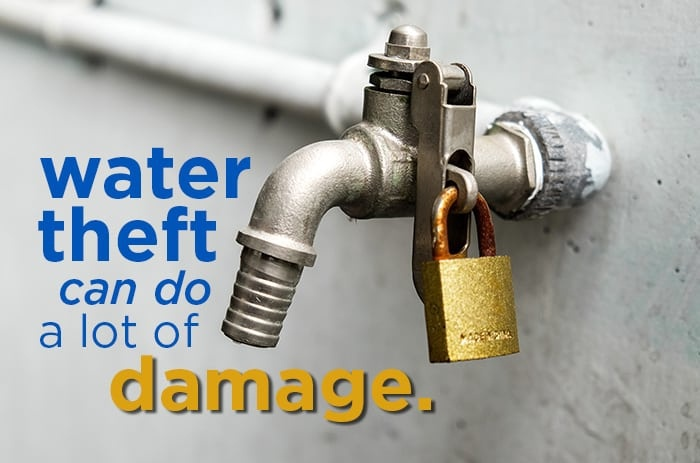 water
theft
can do
a lot of
damage.